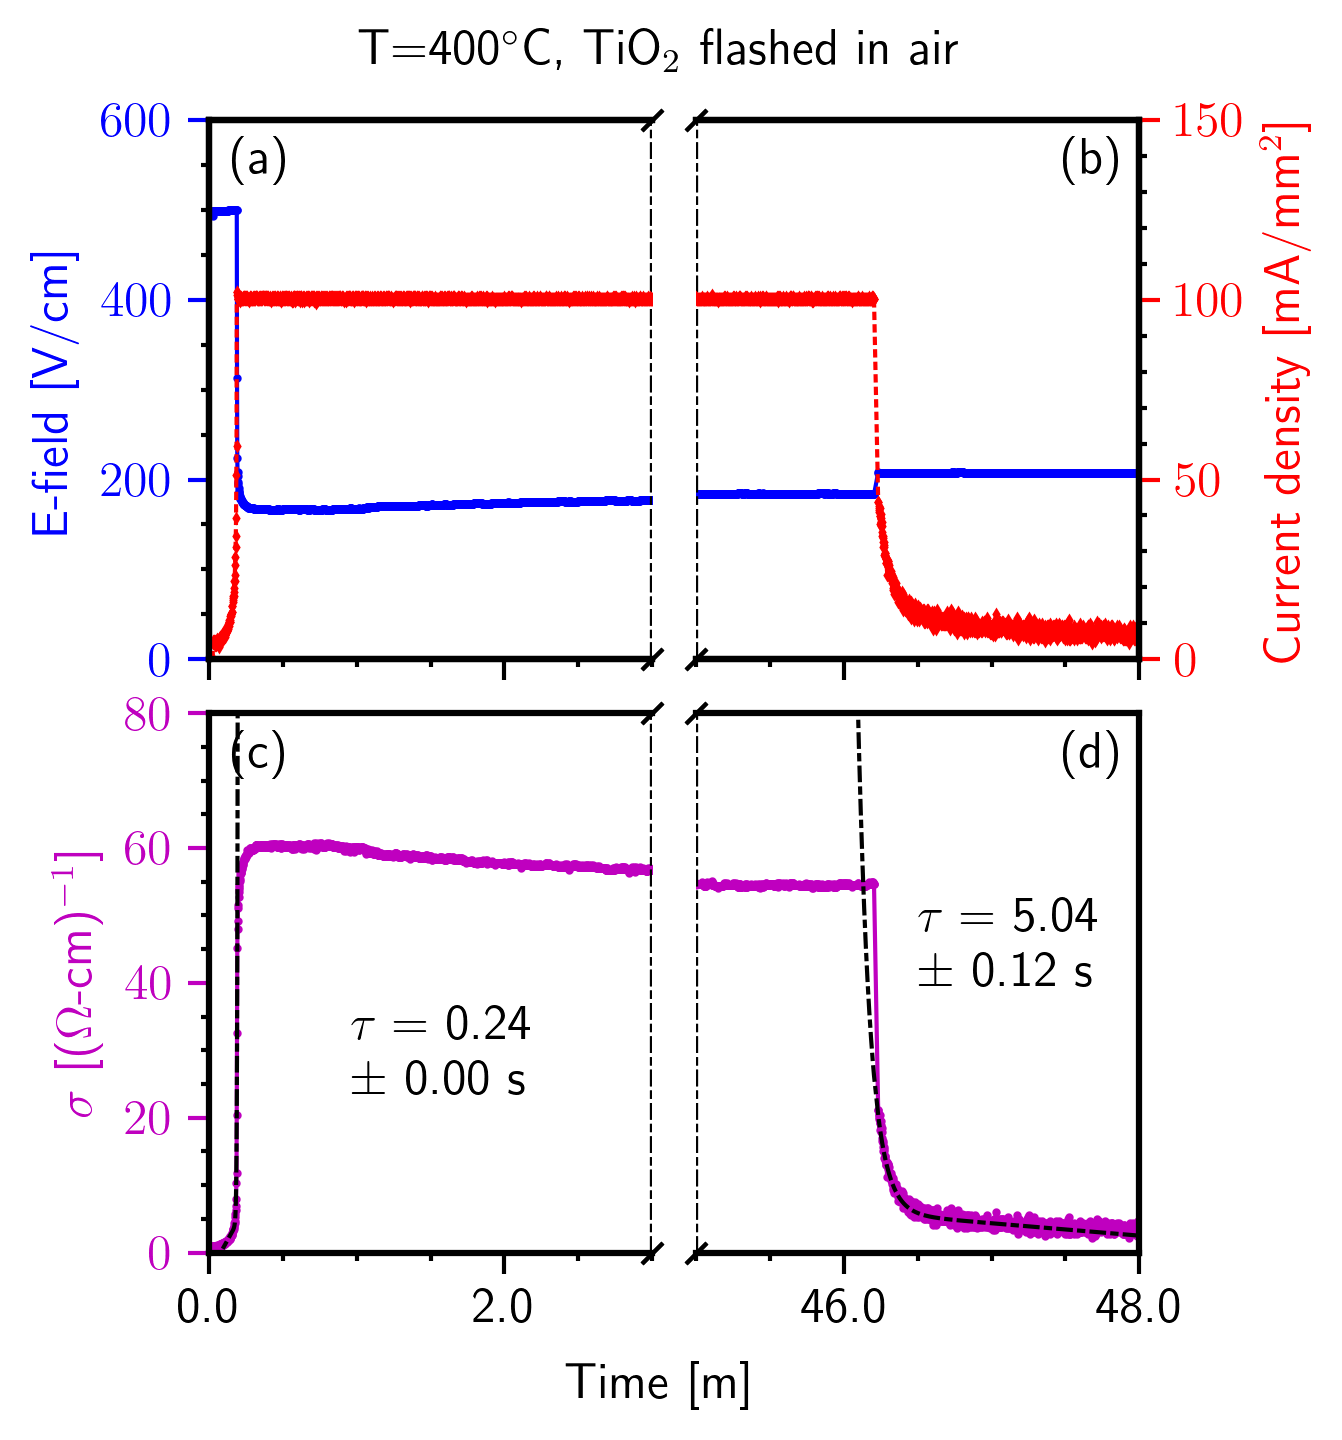 T=400°C, TiO₂ flashed in air
600
400
200
0
E-field [V/cm]
(a)
(b)
150
100
50
0
Current density [mA/mm²]
80
60
40
20
0
σ [(Ω-cm)⁻¹]
(c)
τ = 0.24
± 0.00 s
(d)
τ = 5.04
± 0.12 s
0.0
2.0
46.0
48.0
Time [m]